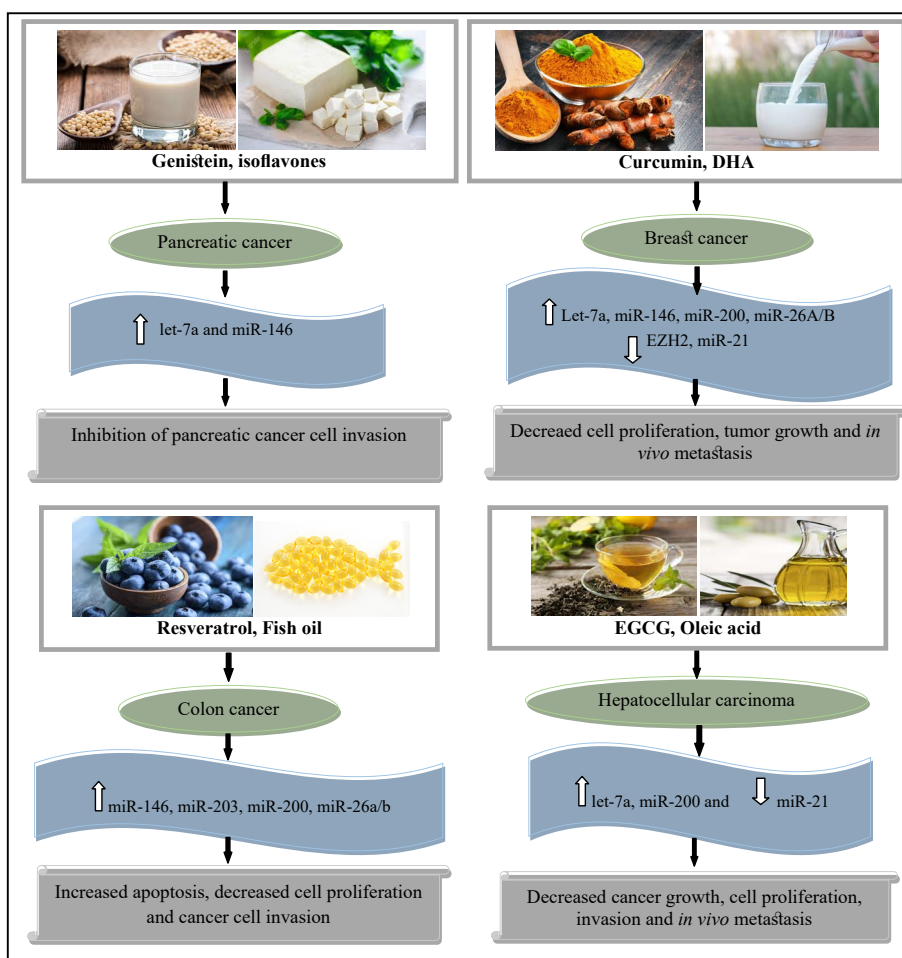 Genistein, isoflavones
Pancreatic cancer
let-7a and miR-146
Inhibition of pancreatic cancer cell invasion
Curcumin, DHA
Breast cancer
Let-7a, miR-146, miR-200, miR-26A/B
EZH2, miR-21
Decreaed cell proliferation, tumor growth and in
vivo metastasis
Resveratrol, Fish oil
Colon cancer
miR-146, miR-203, miR-200, miR-26a/b
Increased apoptosis, decreased cell proliferation
and cancer cell invasion
EGCG, Oleic acid
Hepatocellular carcinoma
let-7a, miR-200 and miR-21
Decreased cancer growth, cell proliferation,
invasion and in vivo metastasis